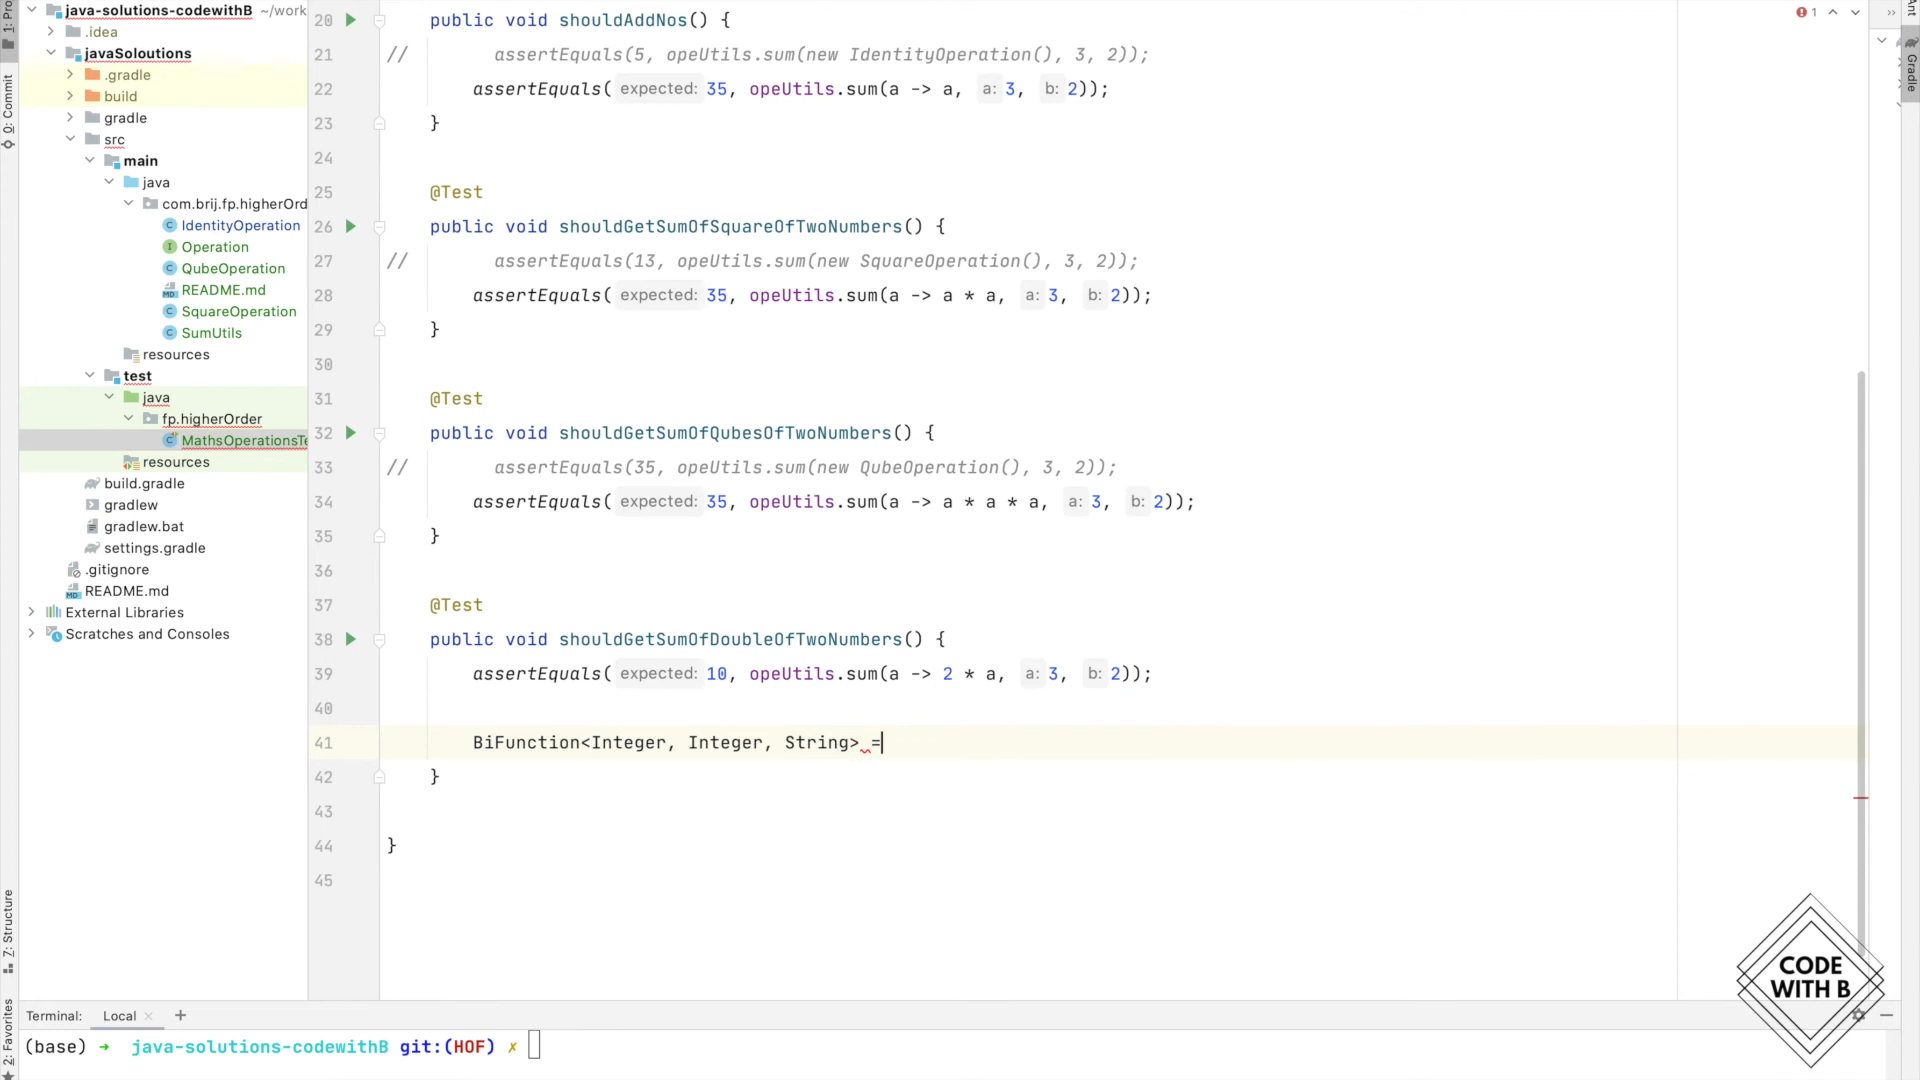 java-solutions-codewithB ~/work
.idea
javaSoloutions
.gradle
build
gradle
src
main
java
com.brij.fp.higherOrd
IdentityOperation
Operation
QubeOperation
README.md
SquareOperation
SumUtils
resources
test
java
fp.higherOrder
MathsOperationsTe
resources
build.gradle
gradlew
gradlew.bat
settings.gradle
.gitignore
README.md
External Libraries
Scratches and Consoles
1: Pro
0: Commit
Z: Structure
2: Favorites
20 public void shouldAddNos() {
21 // assertEquals(5, opeUtils.sum(new IdentityOperation(), 3, 2));
22 assertEquals( expected: 35, opeUtils.sum(a -> a, a: 3, b: 2));
23 }
24
25 @Test
26 public void shouldGetSumOfSquareOfTwoNumbers() {
27 // assertEquals(13, opeUtils.sum(new SquareOperation(), 3, 2));
28 assertEquals( expected: 35, opeUtils.sum(a -> a * a, a: 3, b: 2));
29 }
30
31 @Test
32 public void shouldGetSumOfQubesOfTwoNumbers() {
33 // assertEquals(35, opeUtils.sum(new QubeOperation(), 3, 2));
34 assertEquals( expected: 35, opeUtils.sum(a -> a * a * a, a: 3, b: 2));
35 }
36
37 @Test
38 public void shouldGetSumOfDoubleOfTwoNumbers() {
39 assertEquals( expected: 10, opeUtils.sum(a -> 2 * a, a: 3, b: 2));
40
41 BiFunction<Integer, Integer, String> =
42 }
43
44 }
45
1
Ant
Gradle
CODE
WITH B
Terminal: Local × +
(base) → java-solutions-codewithB git:(HOF) ✗